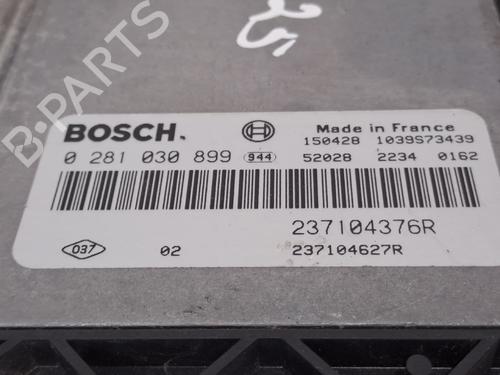 25
BOSCH.
Made in France
150428 1039S73439
0 281 030 899 944 52028 2234 0162
237104376R
037 02 237104627R
B-PARTS